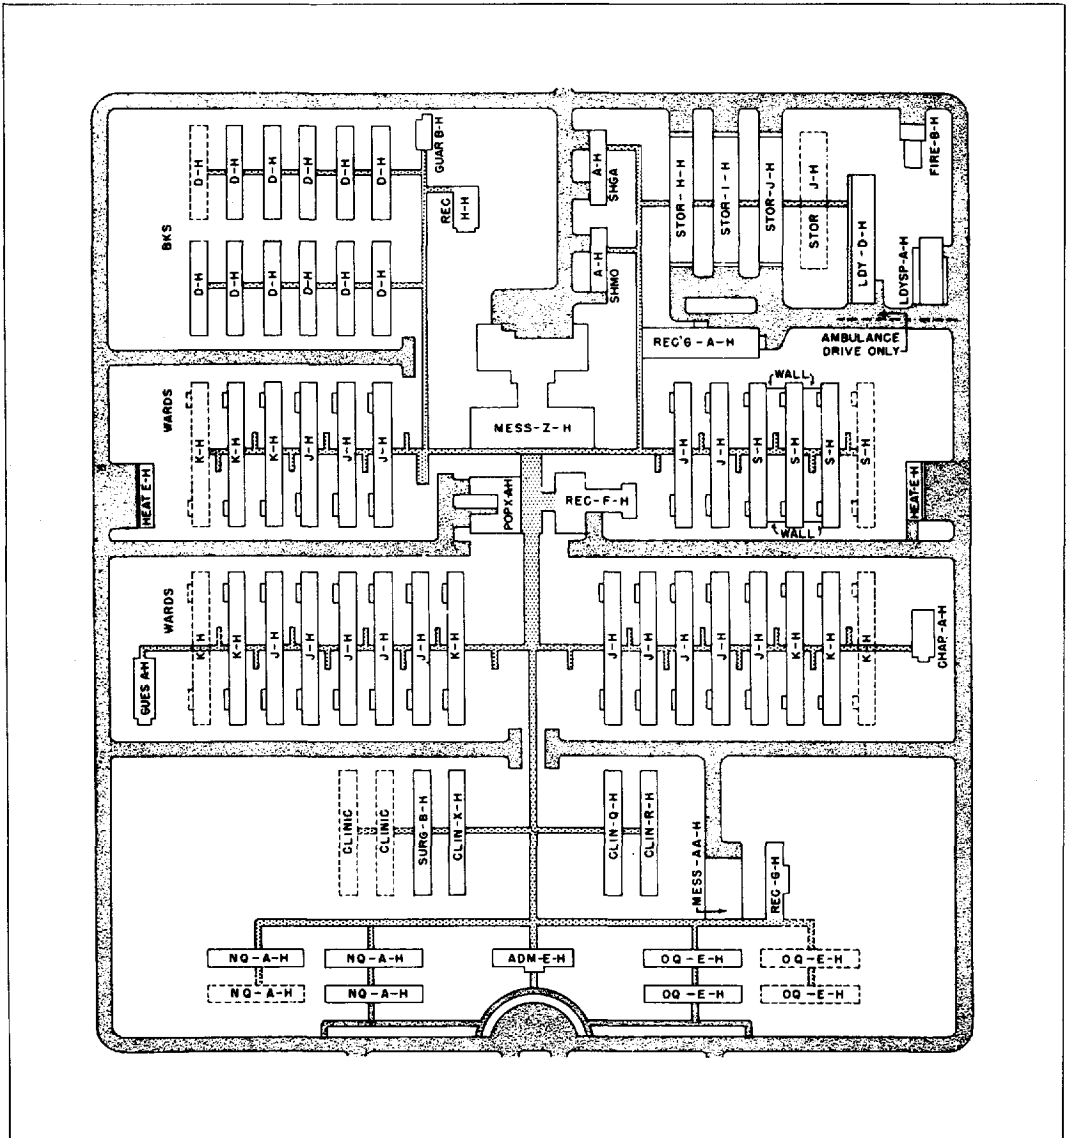 GUAR B-H
FIRE-B-H
D-H
D-H
D-H
D-H
D-H
D-H
A-H
SHGA
STOR-H-H
STOR-I-H
STOR-J-H
STOR J-H
REC
H-H
BKS
LDY-D-H
LDYSP-A-H
D-H
D-H
D-H
D-H
D-H
D-H
A-H
SHMO
REC'G-A-H
AMBULANCE
DRIVE ONLY
WALL
WARDS
K-H
K-H
K-H
J-H
J-H
J-H
MESS-Z-H
J-H
J-H
S-H
S-H
S-H
S-H
HEAT E-H
POPX-A-H
REC-F-H
HEAT-E-H
WALL
WARDS
K-H
K-H
J-H
J-H
J-H
J-H
J-H
K-H
J-H
J-H
J-H
J-H
J-H
K-H
K-H
K-H
CHAP-A-H
GUES A-H
CLINIC
CLINIC
SURG-B-H
CLIN-X-H
CLIN-Q-H
CLIN-R-H
MESS-AA-H
REC-G-H
NQ-A-H
NQ-A-H
ADM-E-H
OQ-E-H
OQ-E-H
NQ-A-H
NQ-A-H
OQ-E-H
OQ-E-H